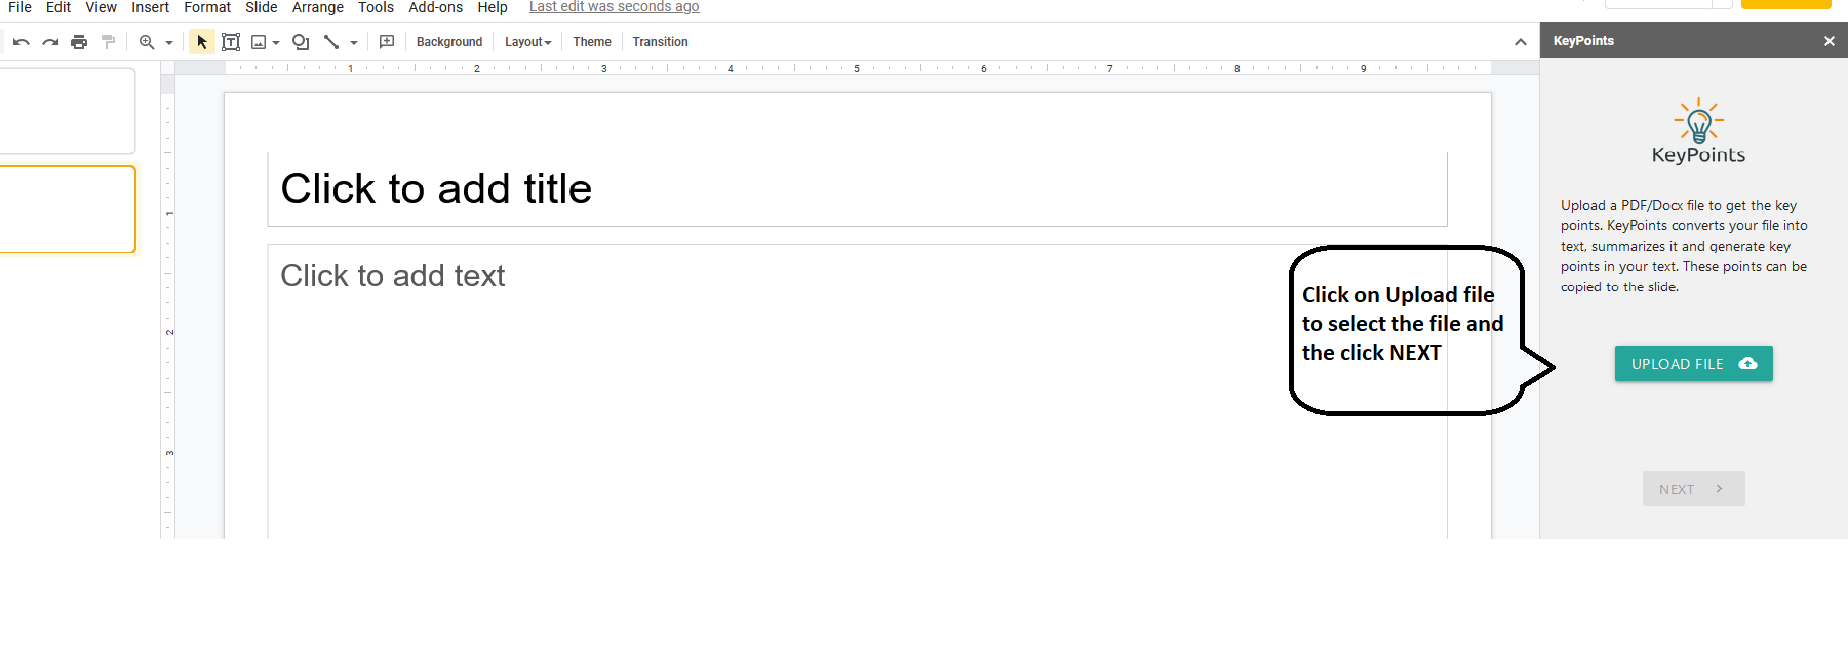 File Edit View Insert Format Slide Arrange Tools Add-ons Help Last edit was seconds ago
Background Layout Theme Transition
KeyPoints
1 2 3 4 5 6 7 8 9
KeyPoints
Click to add title
Upload a PDF/Docx file to get the key
points. KeyPoints converts your file into
text, summarizes it and generate key
points in your text. These points can be
copied to the slide.
1
Click to add text
Click on Upload file
to select the file and
the click NEXT
2
UPLOAD FILE
3
NEXT